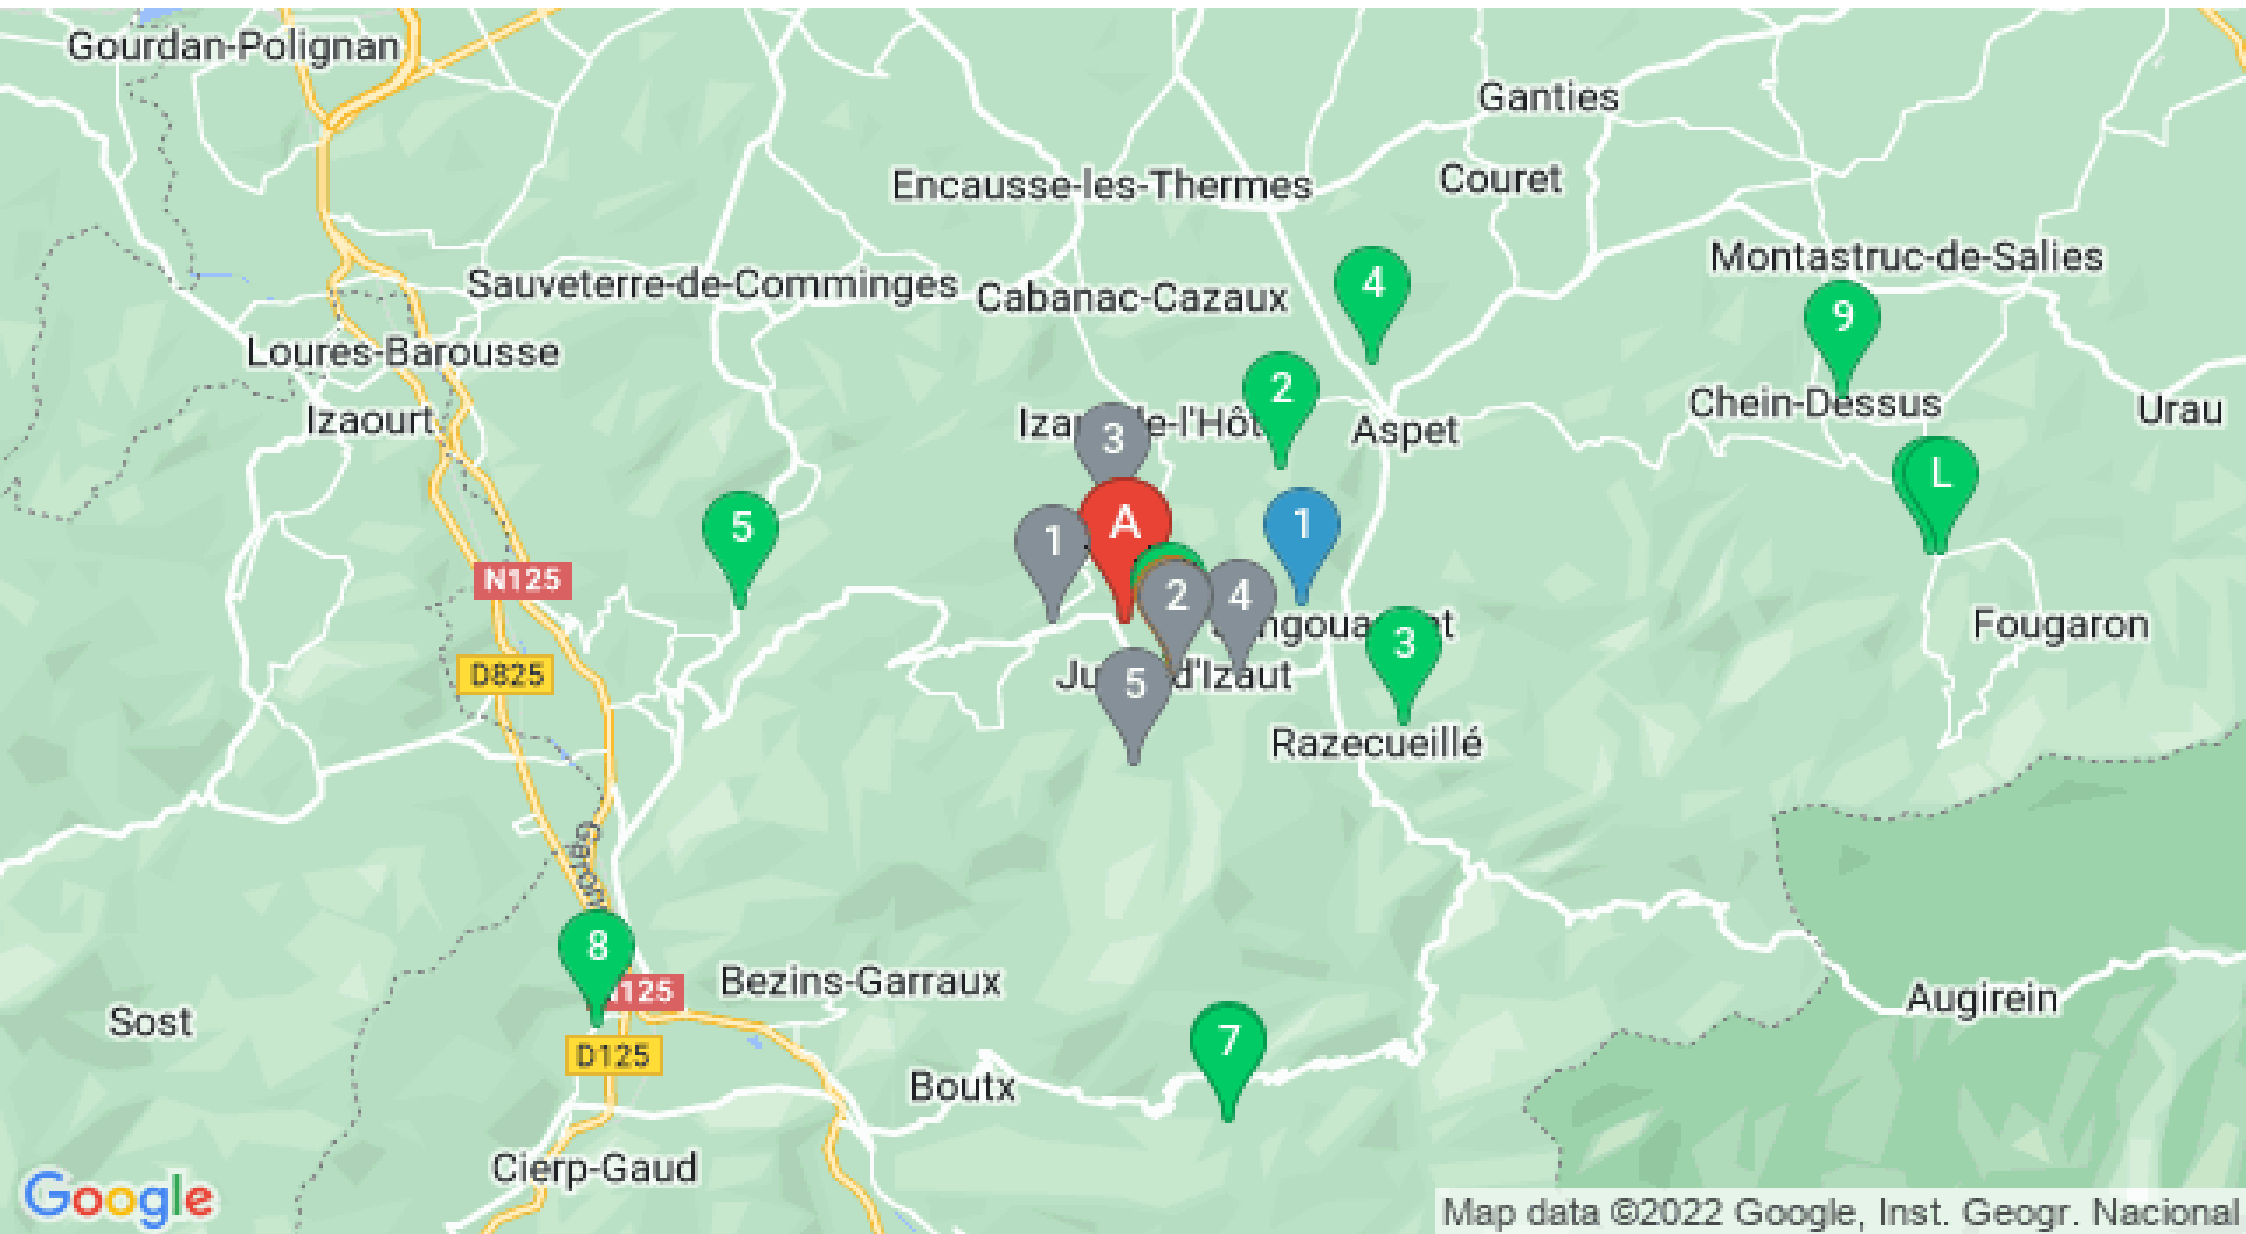 Gourdan-Polignan
Ganties
Couret
Encausse-les-Thermes
Montastruc-de-Salies
Sauveterre-de-Comminges
Cabanac-Cazaux
4
9
Loures-Barousse
2
Izaourt
3
Aspet
Chein-Dessus
Urau
L
5
1
A
1
N125
2
4
Fougaron
3
D825
5
d'Izaut
Razecueillé
8
Bezins-Garraux
Sost
Augirein
7
D125
Boutx
Cierp-Gaud
Google
Map data ©2022 Google, Inst. Geogr. Nacional